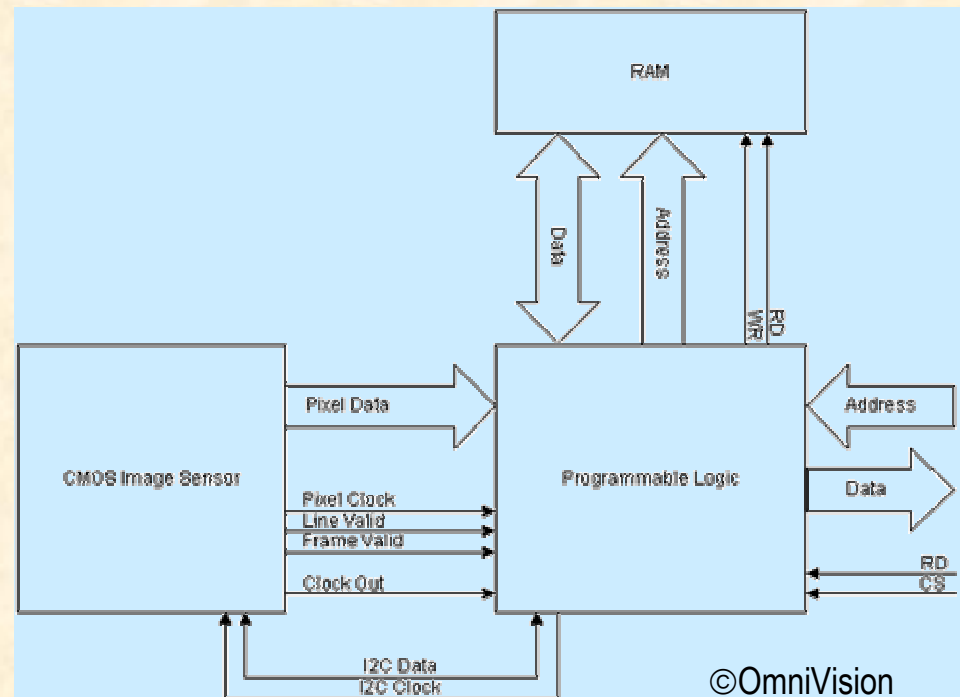 RAM
Data
Address
WR
RD
Pixel Data
Address
CMOS Image Sensor
Programmable Logic
Data
Pixel Clock
Line Valid
Frame Valid
Clock Out
RD
CS
I2C Data
I2C Clock
©OmniVision